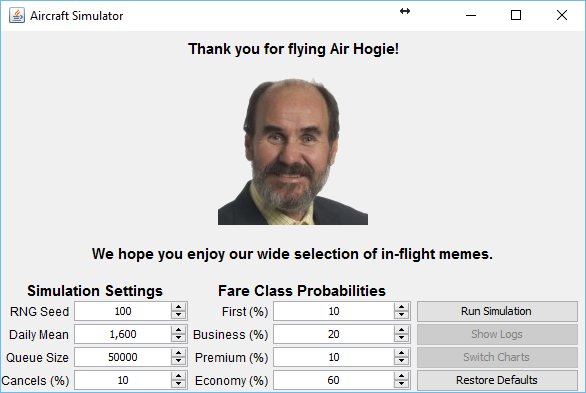 Aircraft Simulator
Thank you for flying Air Hogie!
We hope you enjoy our wide selection of in-flight memes.
Simulation Settings Fare Class Probabilities
RNG Seed 100 First (%) 10 Run Simulation
Daily Mean 1,600 Business (%) 20 Show Logs
Queue Size 50000 Premium (%) 10 Switch Charts
Cancels (%) 10 Economy (%) 60 Restore Defaults